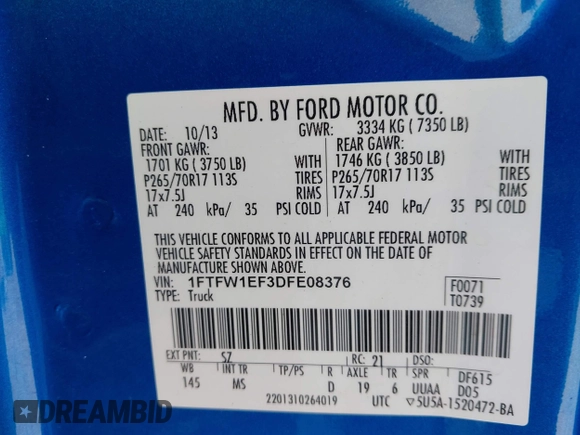 MFD. BY FORD MOTOR CO.
DATE: 10/13 GVWR: 3334 KG ( 7350 LB)
FRONT GAWR: REAR GAWR:
1701 KG ( 3750 LB) WITH 1746 KG ( 3850 LB) WITH
P265/70R17 113S TIRES P265/70R17 113S TIRES
17x7.5J RIMS 17x7.5J RIMS
AT 240 kPa/ 35 PSI COLD AT 240 kPa/ 35 PSI COLD
THIS VEHICLE CONFORMS TO ALL APPLICABLE FEDERAL MOTOR
VEHICLE SAFETY STANDARDS IN EFFECT ON THE DATE OF
MANUFACTURE SHOWN ABOVE.
VIN: 1FTFW1EF3DFE08376 F0071
TYPE: Truck T0739
EXT PNT: SZ RC: 21 DSO:
WB INT TR TP/PS R AXLE TR SPR DF615
145 MS D 19 6 UUAA D05
2201310264019 UTC 5U5A-1520472-BA
DREAMBID